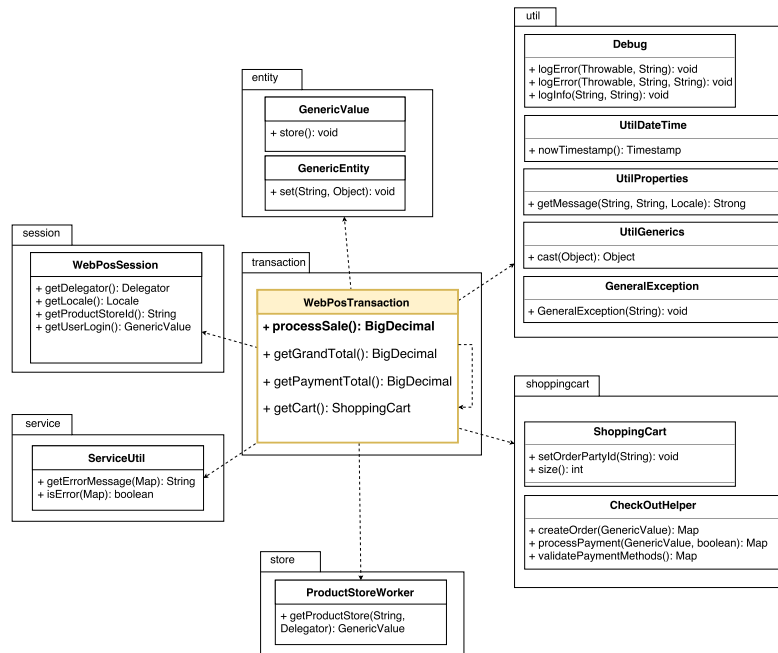 util
Debug
+ logError(Throwable, String): void
+ logError(Throwable, String, String): void
+ logInfo(String, String): void
UtilDateTime
+ nowTimestamp(): Timestamp
UtilProperties
+ getMessage(String, String, Locale): Strong
UtilGenerics
+ cast(Object): Object
GeneralException
+ GeneralException(String): void
entity
GenericValue
+ store(): void
GenericEntity
+ set(String, Object): void
session
WebPosSession
+ getDelegator(): Delegator
+ getLocale(): Locale
+ getProductStoreId(): String
+ getUserLogin(): GenericValue
transaction
WebPosTransaction
+ processSale(): BigDecimal
+ getGrandTotal(): BigDecimal
+ getPaymentTotal(): BigDecimal
+ getCart(): ShoppingCart
shoppingcart
ShoppingCart
+ setOrderPartyId(String): void
+ size(): int
CheckOutHelper
+ createOrder(GenericValue): Map
+ processPayment(GenericValue, boolean): Map
+ validatePaymentMethods(): Map
service
ServiceUtil
+ getErrorMessage(Map): String
+ isError(Map): boolean
store
ProductStoreWorker
+ getProductStore(String,
Delegator): GenericValue